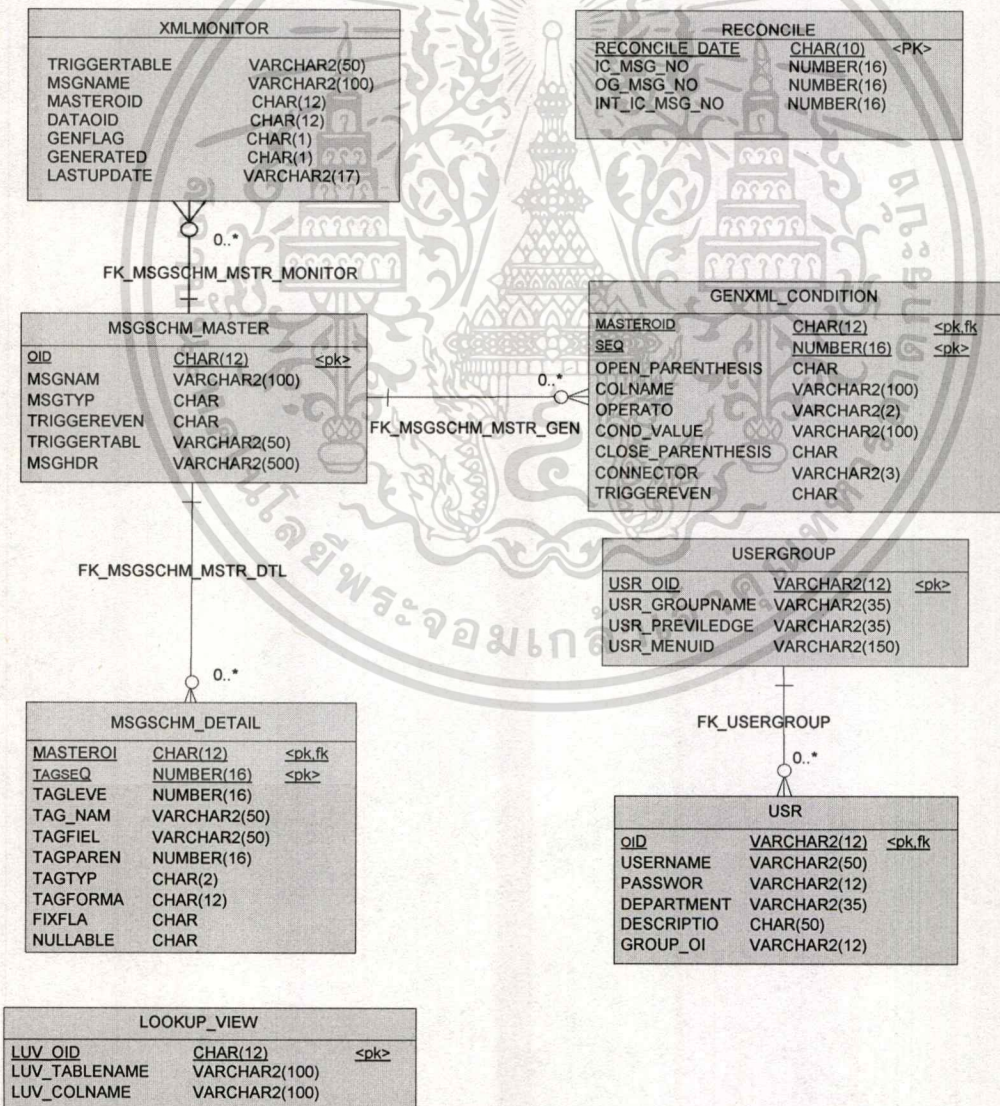 XMLMONITOR
TRIGGERTABLE VARCHAR2(50)
MSGNAME VARCHAR2(100)
MASTEROID CHAR(12)
DATAOID CHAR(12)
GENFLAG CHAR(1)
GENERATED CHAR(1)
LASTUPDATE VARCHAR2(17)
RECONCILE
RECONCILE_DATE CHAR(10) <PK>
IC_MSG_NO NUMBER(16)
OG_MSG_NO NUMBER(16)
INT_IC_MSG_NO NUMBER(16)
0..*
FK_MSGSCHM_MSTR_MONITOR
MSGSCHM_MASTER
OID CHAR(12) <pk>
MSGNAM VARCHAR2(100)
MSGTYP CHAR
TRIGGEREVEN CHAR
TRIGGERTABL VARCHAR2(50)
MSGHDR VARCHAR2(500)
0..*
FK_MSGSCHM_MSTR_GEN
GENXML_CONDITION
MASTEROID CHAR(12) <pk,fk
SEQ NUMBER(16) <pk>
OPEN_PARENTHESIS CHAR
COLNAME VARCHAR2(100)
OPERATO VARCHAR2(2)
COND_VALUE VARCHAR2(100)
CLOSE_PARENTHESIS CHAR
CONNECTOR VARCHAR2(3)
TRIGGEREVEN CHAR
FK_MSGSCHM_MSTR_DTL
0..*
USERGROUP
USR_OID VARCHAR2(12) <pk>
USR_GROUPNAME VARCHAR2(35)
USR_PREVILEDGE VARCHAR2(35)
USR_MENUID VARCHAR2(150)
FK_USERGROUP
0..*
MSGSCHM_DETAIL
MASTEROI CHAR(12) <pk,fk
TAGSEQ NUMBER(16) <pk>
TAGLEVE NUMBER(16)
TAG_NAM VARCHAR2(50)
TAGFIEL VARCHAR2(50)
TAGPAREN NUMBER(16)
TAGTYP CHAR(2)
TAGFORMA CHAR(12)
FIXFLA CHAR
NULLABLE CHAR
USR
OID VARCHAR2(12) <pk,fk
USERNAME VARCHAR2(50)
PASSWOR VARCHAR2(12)
DEPARTMENT VARCHAR2(35)
DESCRIPTIO CHAR(50)
GROUP_OI VARCHAR2(12)
LOOKUP_VIEW
LUV_OID CHAR(12) <pk>
LUV_TABLENAME VARCHAR2(100)
LUV_COLNAME VARCHAR2(100)